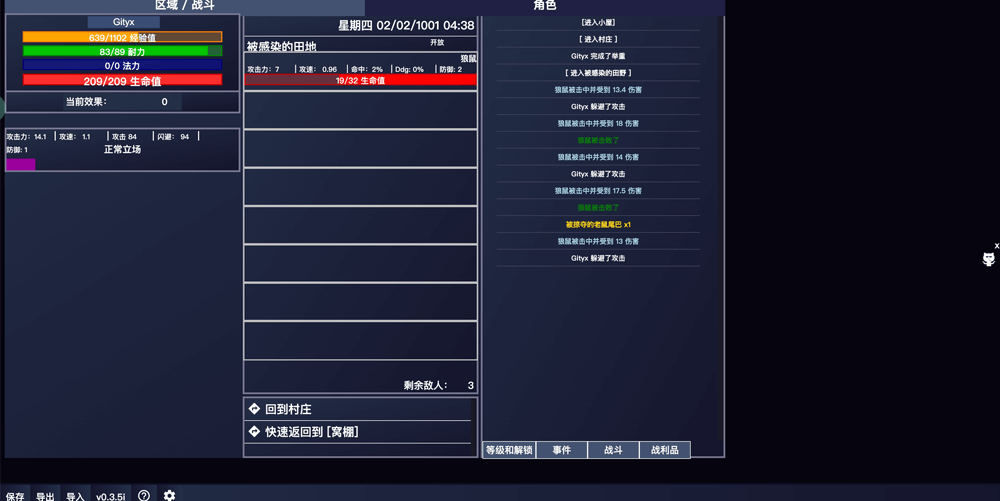 区域 / 战斗
角色
Gityx
639/1102 经验值
83/89 耐力
0/0 法力
209/209 生命值
当前效果： 0
攻击力： 14.1 攻速： 1.1 攻击 84 闪避： 94
防御: 1
正常立场
星期四 02/02/1001 04:38
被感染的田地
开放
狼鼠
攻击力： 7 攻速： 0.96 命中： 2% Ddg: 0% 防御: 2
19/32 生命值
剩余敌人： 3
回到村庄
快速返回到 [窝棚]
[进入小屋]
[ 进入村庄 ]
Gityx 完成了举重
[ 进入被感染的田野 ]
狼鼠被击中并受到 13.4 伤害
Gityx 躲避了攻击
狼鼠被击中并受到 18 伤害
狼鼠被击败了
狼鼠被击中并受到 14 伤害
Gityx 躲避了攻击
狼鼠被击中并受到 17.5 伤害
狼鼠被击败了
被掠夺的老鼠尾巴 x1
狼鼠被击中并受到 13 伤害
Gityx 躲避了攻击
等级和解锁
事件
战斗
战利品
x
保存 导出 导入 v0.3.5i